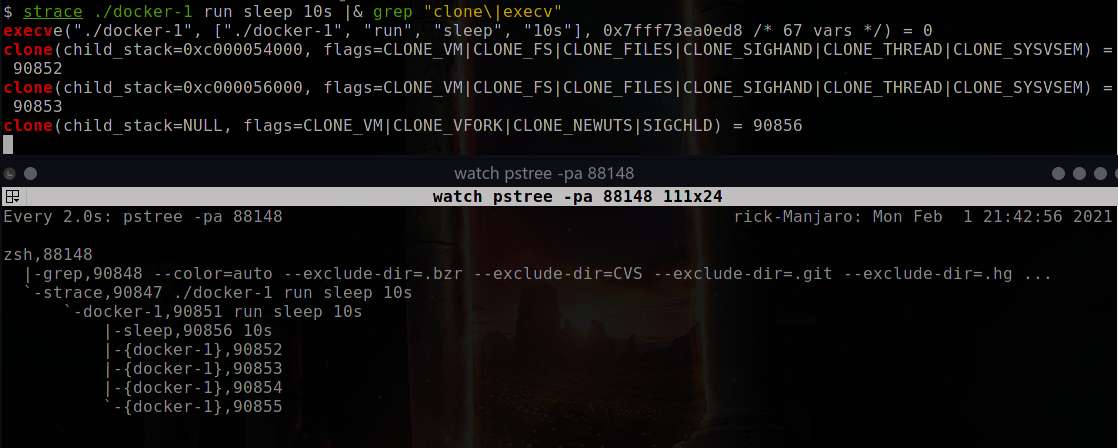 $ strace ./docker-1 run sleep 10s |& grep "clone\|execv"
execve("./docker-1", ["./docker-1", "run", "sleep", "10s"], 0x7fff73ea0ed8 /* 67 vars */) = 0
clone(child_stack=0xc000054000, flags=CLONE_VM|CLONE_FS|CLONE_FILES|CLONE_SIGHAND|CLONE_THREAD|CLONE_SYSVSEM) =
90852
clone(child_stack=0xc000056000, flags=CLONE_VM|CLONE_FS|CLONE_FILES|CLONE_SIGHAND|CLONE_THREAD|CLONE_SYSVSEM) =
90853
clone(child_stack=NULL, flags=CLONE_VM|CLONE_VFORK|CLONE_NEWUTS|SIGCHLD) = 90856
watch pstree -pa 88148
watch pstree -pa 88148 111x24
Every 2.0s: pstree -pa 88148 rick-Manjaro: Mon Feb  1 21:42:56 2021
zsh,88148
  |-grep,90848 --color=auto --exclude-dir=.bzr --exclude-dir=CVS --exclude-dir=.git --exclude-dir=.hg ...
  `-strace,90847 ./docker-1 run sleep 10s
      `-docker-1,90851 run sleep 10s
          |-sleep,90856 10s
          |-{docker-1},90852
          |-{docker-1},90853
          |-{docker-1},90854
          `-{docker-1},90855